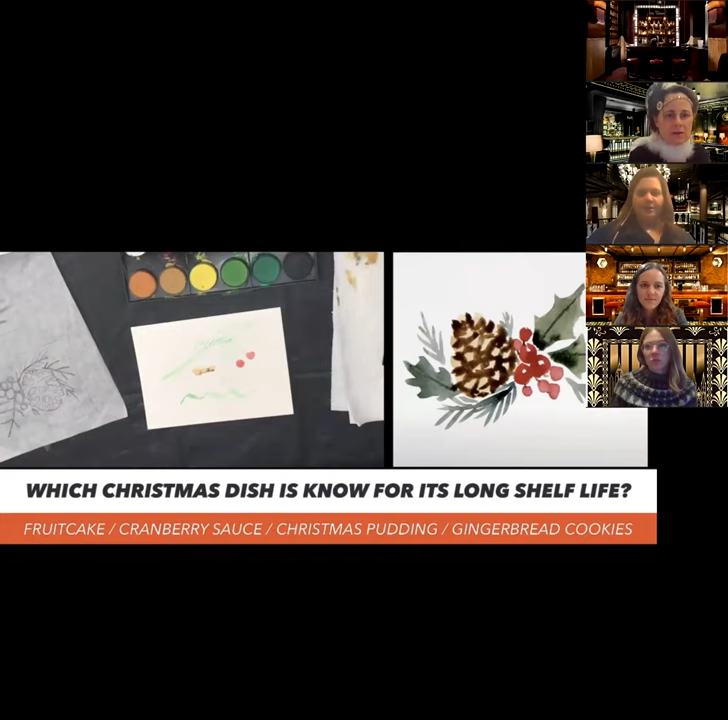 WHICH CHRISTMAS DISH IS KNOW FOR ITS LONG SHELF LIFE?
FRUITCAKE / CRANBERRY SAUCE / CHRISTMAS PUDDING / GINGERBREAD COOKIES